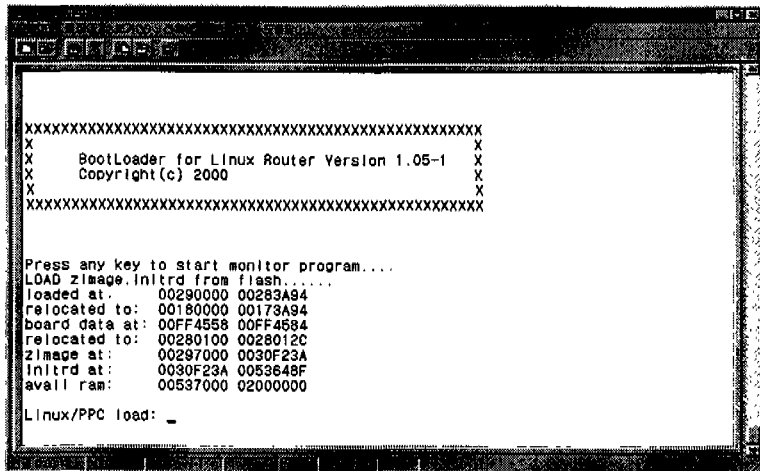 XXXXXXXXXXXXXXXXXXXXXXXXXXXXXXXXXXXXXXXXXXXXXXXXXXXXX
X X
X BootLoader for Linux Router Version 1.05-1 X
X Copyright(c) 2000 X
X X
XXXXXXXXXXXXXXXXXXXXXXXXXXXXXXXXXXXXXXXXXXXXXXXXXXXXX
Press any key to start monitor program....
LOAD zImage.initrd from flash......
loaded at: 00290000 00283A94
relocated to: 00180000 00173A94
board data at: 00FF4558 00FF4584
relocated to: 00280100 0028012C
zImage at: 00297000 0030F23A
initrd at: 0030F23A 0053648F
avail ram: 00537000 02000000
Linux/PPC load: _